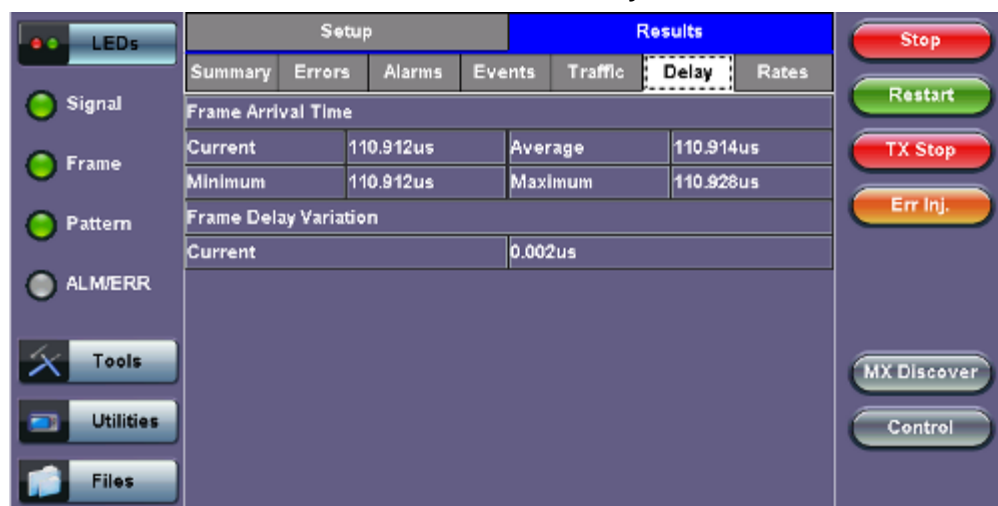 LEDs
Signal
Frame
Pattern
ALM/ERR
Tools
Utilities
Files
Setup Results
Summary Errors Alarms Events Traffic Delay Rates
Frame Arrival Time
Current 110.912us Average 110.914us
Minimum 110.912us Maximum 110.928us
Frame Delay Variation
Current 0.002us
Stop
Restart
TX Stop
Err Inj.
MX Discover
Control